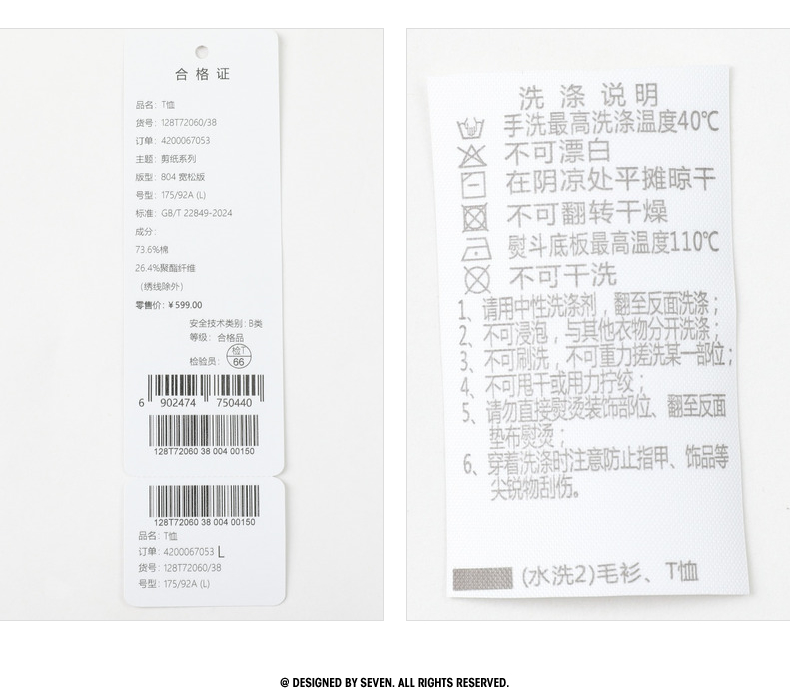 合格证
品名: T恤
货号: 128T72060/38
订单: 4200067053
主题: 剪纸系列
版型: 804 宽松版
号型: 175/92A (L)
标准: GB/T 22849-2024
成分:
73.6%棉
26.4%聚酯纤维
(绣线除外)
零售价: ¥599.00
安全技术类别: B类
等级: 合格品
检验员: 检T 66
6 902474 750440
128T72060 38 004 00150
128T72060 38 004 00150
品名: T恤
订单: 4200067053 L
货号: 128T72060/38
号型: 175/92A (L)
洗涤说明
手洗最高洗涤温度40℃
不可漂白
在阴凉处平摊晾干
不可翻转干燥
熨斗底板最高温度110℃
不可干洗
1、请用中性洗涤剂，翻至反面洗涤；
2、不可浸泡，与其他衣物分开洗涤；
3、不可刷洗，不可重力搓洗某一部位；
4、不可甩干或用力拧绞；
5、请勿直接熨烫装饰部位、翻至反面
垫布熨烫；
6、穿着洗涤时注意防止指甲、饰品等
尖锐物刮伤。
(水洗2)毛衫、T恤
@ DESIGNED BY SEVEN. ALL RIGHTS RESERVED.